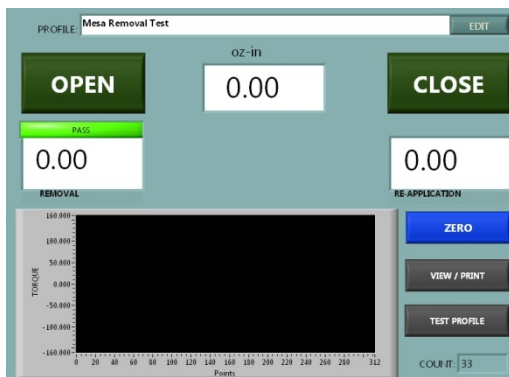 PROFILE: Mesa Removal Test EDIT
oz-in
OPEN 0.00 CLOSE
PASS
0.00 0.00
REMOVAL RE-APPLICATION
160.000
100.000
50.000
0.000
-50.000
-100.000
-160.000
TORQUE
0 20 40 60 80 100 120 140 160 180 200 220 240 260 280 312
Points
ZERO
VIEW / PRINT
TEST PROFILE
COUNT: 33